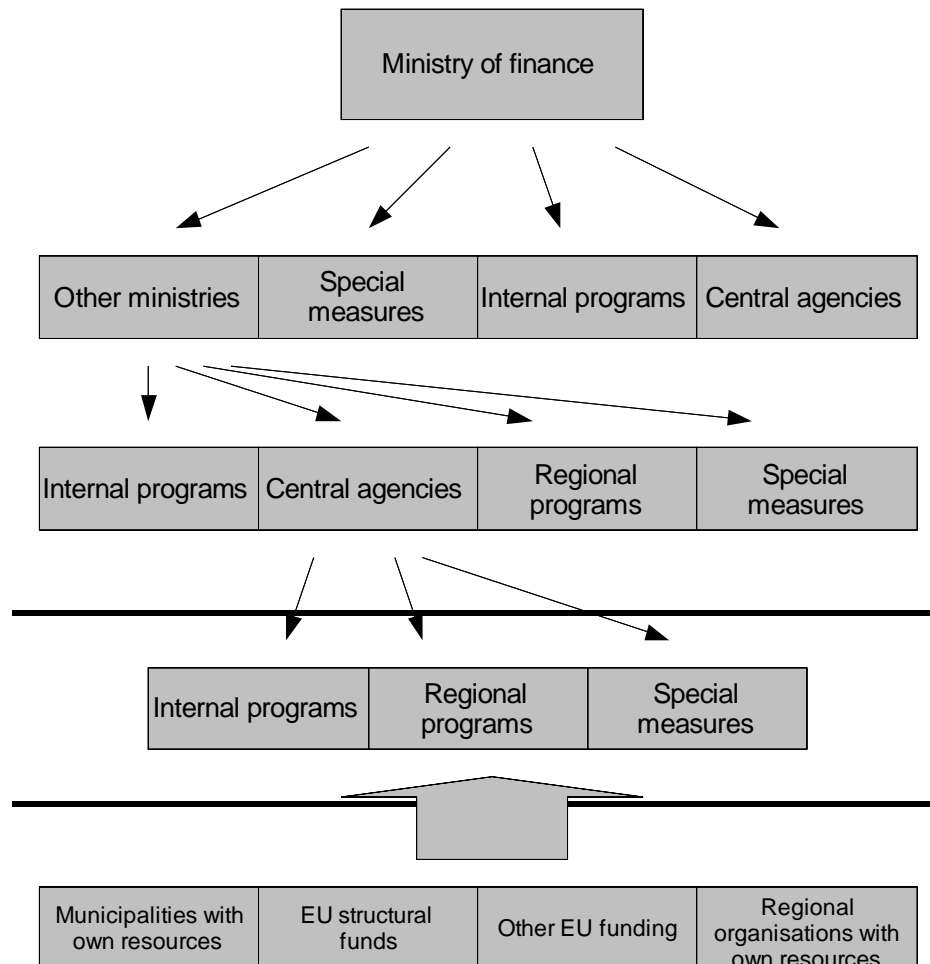 Ministry of finance
Other ministries
Special
measures
Internal programs
Central agencies
Internal programs
Central agencies
Regional
programs
Special
measures
Internal programs
Regional
programs
Special
measures
Municipalities with
own resources
EU structural
funds
Other EU funding
Regional
organisations with
own resources